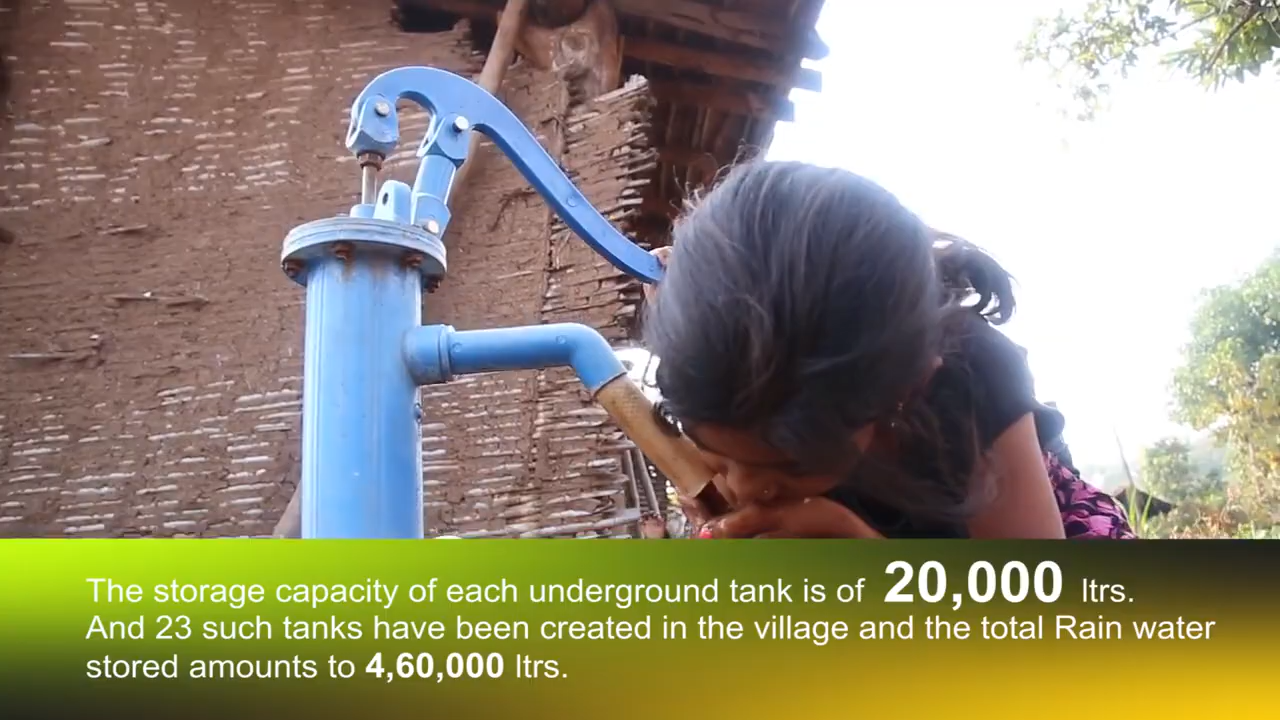 The storage capacity of each underground tank is of 20,000 ltrs.
And 23 such tanks have been created in the village and the total Rain water
stored amounts to 4,60,000 ltrs.